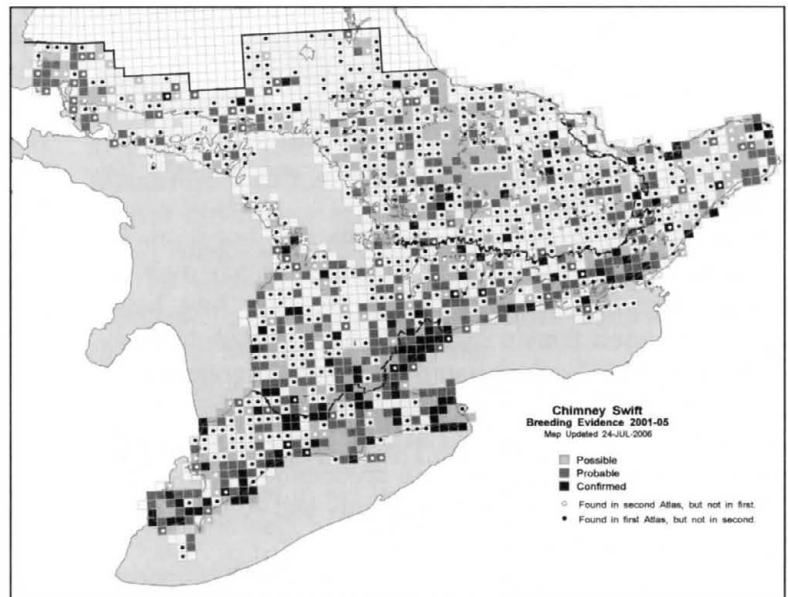 Chimney Swift
Breeding Evidence 2001-05
Map Updated 24-JUL-2006
Possible
Probable
Confirmed
Found in second Atlas, but not in first.
Found in first Atlas, but not in second.